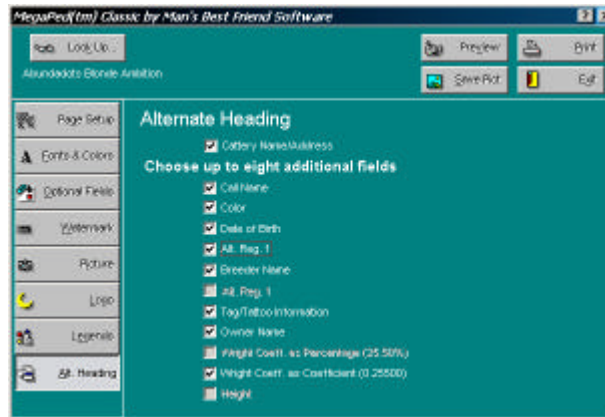 MegaPed(tm) Classic by Man's Best Friend Software
Look Up...
Preview
Print
Abundadots Blonde Ambition
Save Plot
Exit
Page Setup
Alternate Heading
Cattery Name/Address
Fonts & Colors
Choose up to eight additional fields
Call Name
Optional Fields
Color
Watermark
Date of Birth
Alt. Reg. 1
Picture
Breeder Name
Alt. Reg. 1
Logo
Tag/Tattoo Information
Legends
Owner Name
Wright Coeff. as Percentage (25.50%)
Alt. Heading
Wright Coeff. as Coefficient (0.25500)
Height